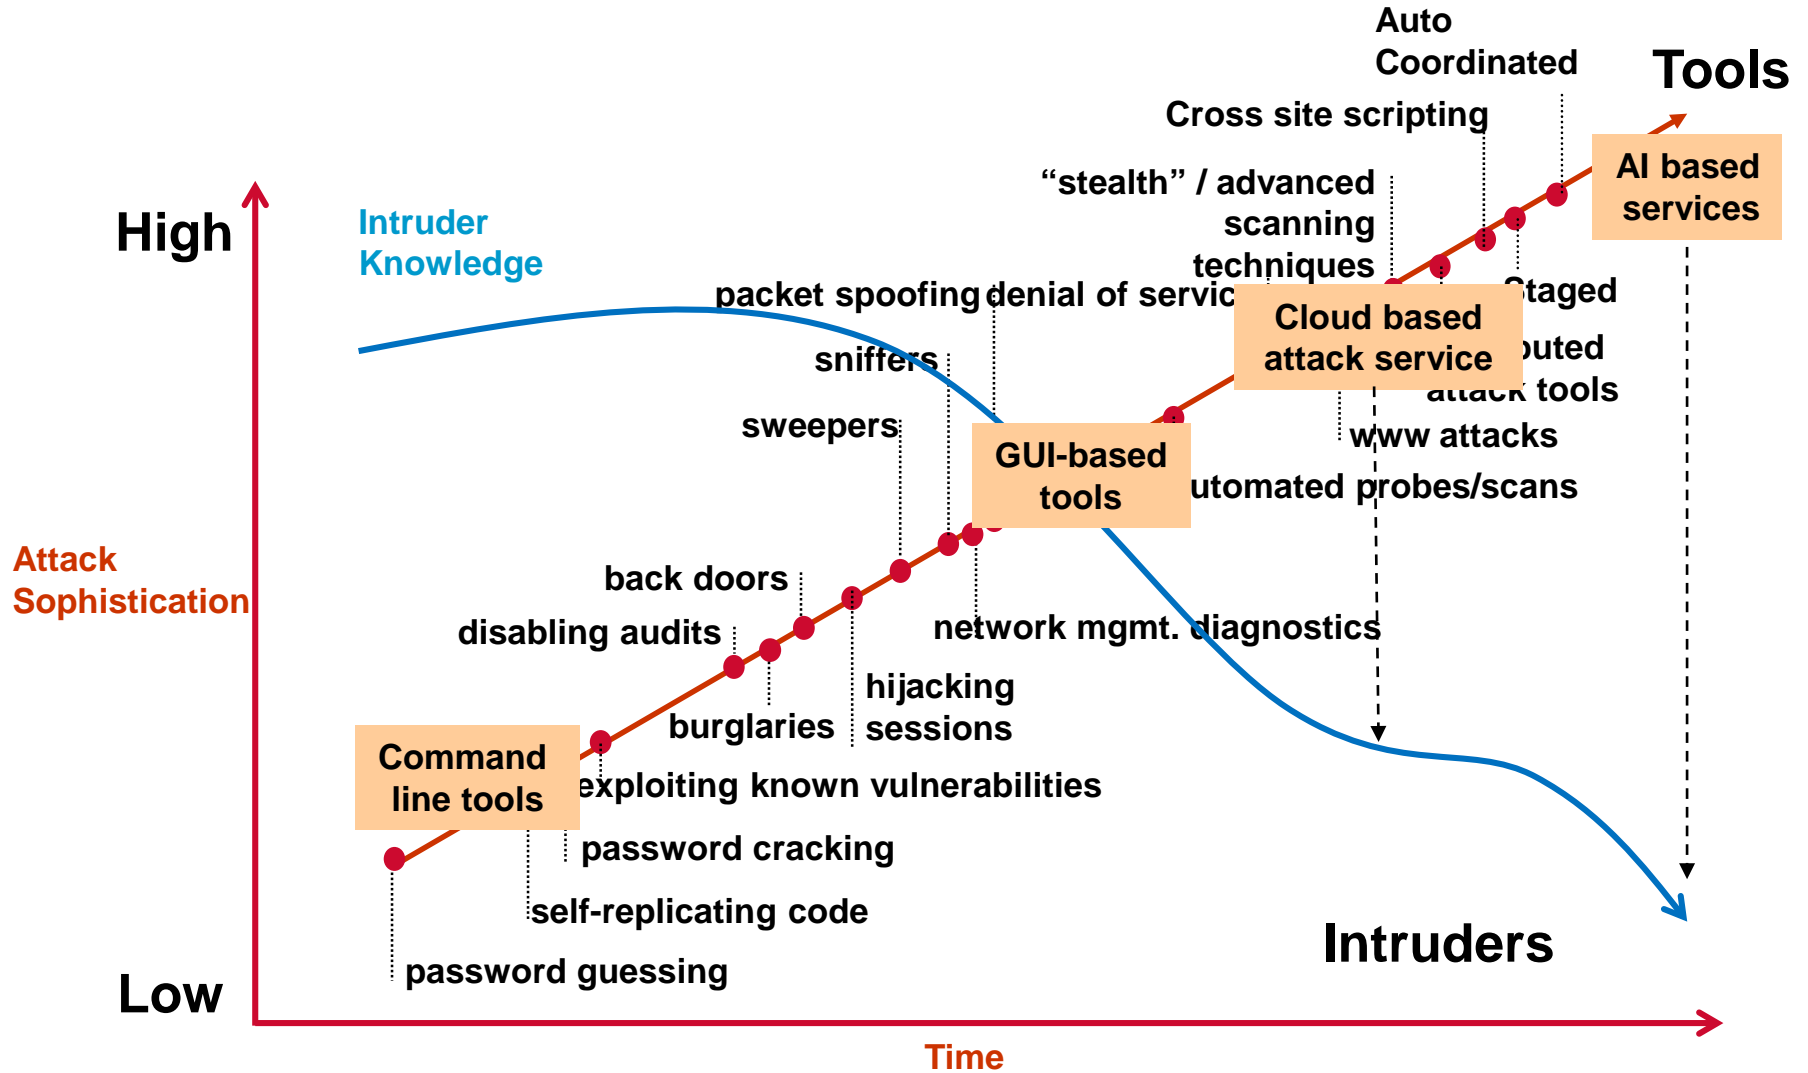 Auto
Coordinated
Tools
Cross site scripting
AI based
services
“stealth” / advanced
scanning
techniques
High
Intruder
Knowledge
packet spoofing
denial of servic
Staged
Cloud based
attack service
buted
attack tools
sniffers
sweepers
www attacks
GUI-based
tools
utomated probes/scans
Attack
Sophistication
back doors
disabling audits
network mgmt. diagnostics
hijacking
sessions
burglaries
Command
line tools
exploiting known vulnerabilities
password cracking
self-replicating code
Intruders
password guessing
Low
Time